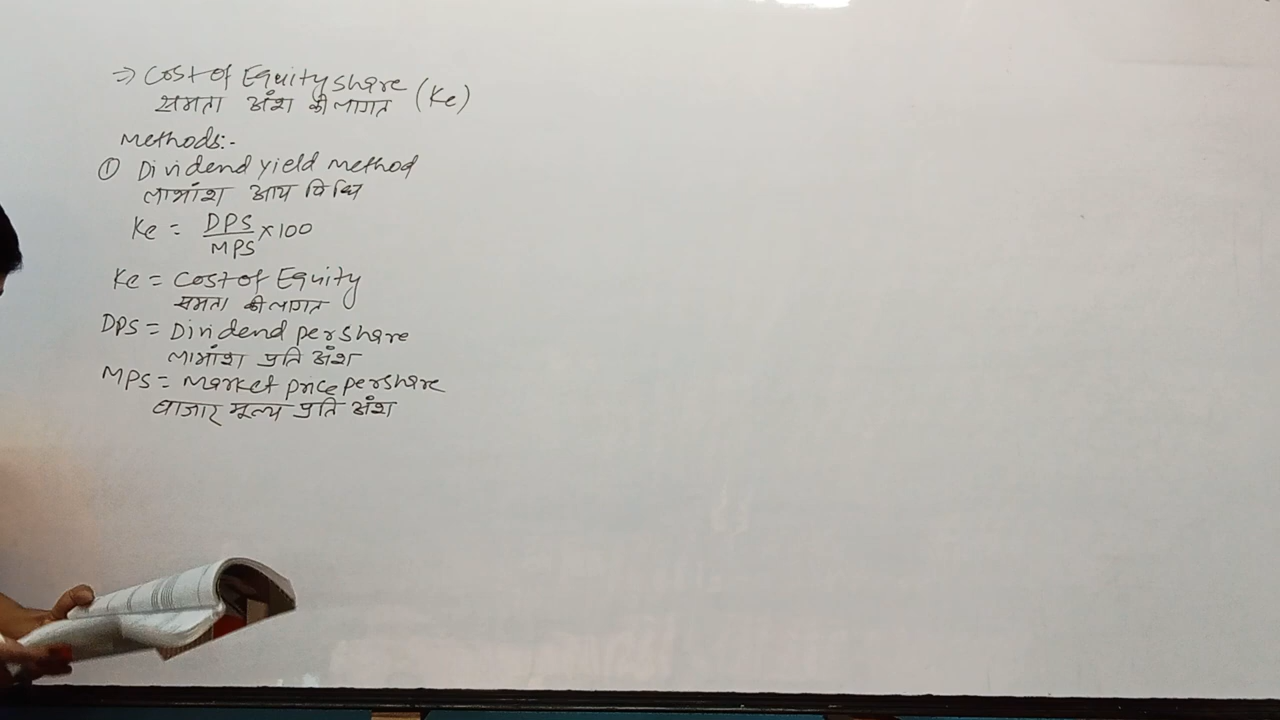 => Cost of Equity share (Ke)
समता अंश की लागत
Methods:-
① Dividend yield method
लाभांश आय विधि
Ke = DPS/MPS × 100
Ke = Cost of Equity
समता की लागत
DPS = Dividend per share
लाभांश प्रति अंश
MPS = Market price per share
बाजार मूल्य प्रति अंश